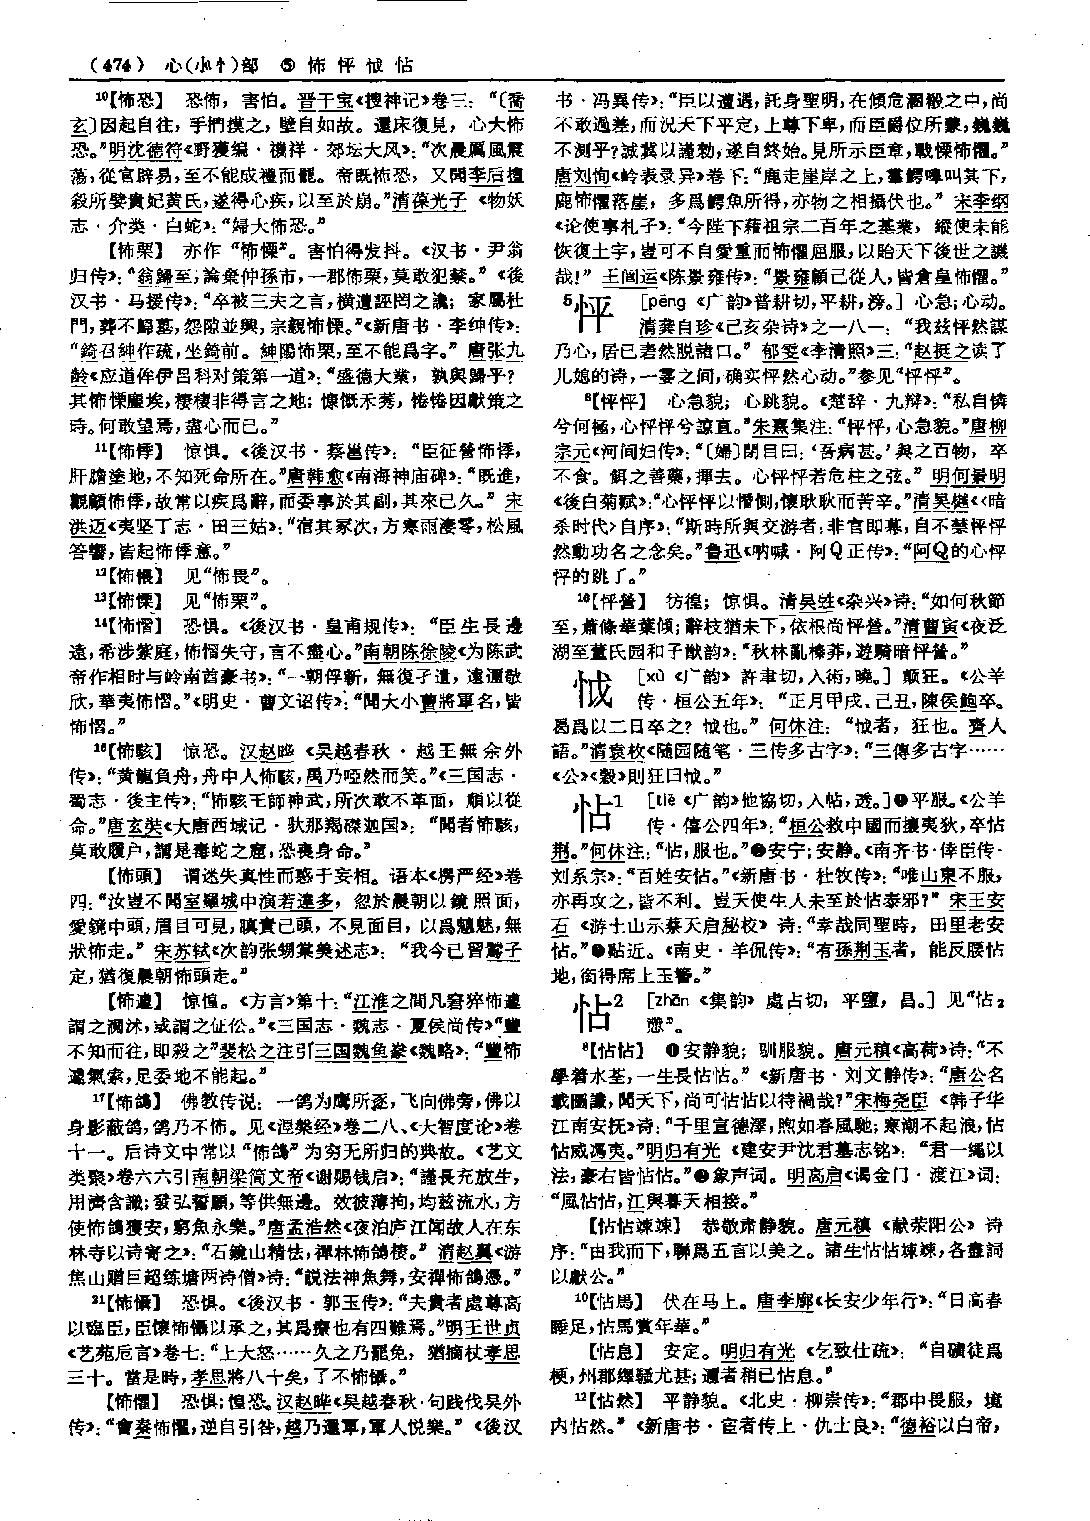 (474) 心(小忄)部 ⑤ 怖怦怴怗
10【怖恐】 恐怖，害怕。晋干宝《搜神记》卷三：“〔喬
玄〕因起自往，手捫摸之，壁自如故。還床復見，心大怖
恐。”明沈德符《野獲编·禨祥·郊坛大风》：“次晨厲風震
蕩，從官辟易，至不能成禮而罷。帝既怖恐，又聞李后擅
殺所嬖貴妃黄氏，遂得心疾，以至於崩。”清葆光子《物妖
志·介类·白蛇》：“婦大怖恐。”
【怖栗】 亦作“怖慄”。害怕得发抖。《汉书·尹翁
归传》：“翁歸至，論棄仲孫市，一郡怖栗，莫敢犯禁。”《後
汉书·马援传》：“卒被三夫之言，横遭誣罔之讒；家屬杜
門，葬不歸墓，怨隙並興，宗親怖慄。”《新唐书·李绅传》：
“錡召紳作疏，坐錡前。紳陽怖栗，至不能爲字。”唐张九
龄《应道侔伊吕科对策第一道》：“盛德大業，孰與歸乎？
其怖慄塵埃，棲棲非得言之地；慷慨禾莠，惓惓因獻策之
時。何敢望焉，盡心而已。”
11【怖悸】 惊惧。《後汉书·蔡邕传》：“臣征營怖悸，
肝膽塗地，不知死命所在。”唐韩愈《南海神庙碑》：“既進，
觀顧怖悸，故常以疾爲辭，而委事於其副，其來已久。”宋
洪迈《夷坚丁志·田三姑》：“宿其冢次，方寒雨淒零，松風
答響，皆起怖悸意。”
12【怖愄】 见“怖畏”。
13【怖慄】 见“怖栗”。
14【怖慴】 恐惧。《後汉书·皇甫规传》：“臣生長邊
遠，希涉紫庭，怖慴失守，言不盡心。”南朝陈徐陵《为陈武
帝作相时与岭南酋豪书》：“一朝俘斬，無復孑遺，遠邇欷
欣，華夷怖慴。”《明史·曹文诏传》：“聞大小曹將軍名，皆
怖慴。”
16【怖駭】 惊恐。汉赵晔《吴越春秋·越王無余外
传》：“黄龍負舟，舟中人怖駭，禹乃啞然而笑。”《三国志·
蜀志·後主传》：“怖駭王師神武，所次敢不革面，順以從
命。”唐玄奘《大唐西域记·驮那羯磔迦国》：“聞者怖駭，
莫敢履户，謂是毒蛇之窟，恐喪身命。”
【怖頭】 谓迷失真性而惑于妄相。语本《楞严经》卷
四：“汝豈不聞室羅城中演若達多，忽於晨朝以鏡照面，
愛鏡中頭，眉目可見，瞋責己頭，不見面目，以爲魑魅，無
狀怖走。”宋苏轼《次韵张甥棠美述志》：“我今已習鷲子
定，猶復晨朝怖頭走。”
【怖遽】 惊惶。《方言》第十：“江淮之間凡窘猝怖遽
謂之㵎沭，或謂之征伀。”《三国志·魏志·夏侯尚传》“豐
不知而往，即殺之”裴松之注引三国魏鱼豢《魏略》：“豐怖
遽氣索，足委地不能起。”
17【怖鴿】 佛教传说：一鸽为鹰所逐，飞向佛旁，佛以
身影蔽鸽，鸽乃不怖。见《涅槃经》卷二八、《大智度论》卷
十一。后诗文中常以“怖鸽”为穷无所归的典故。《艺文
类聚》卷六六引南朝梁简文帝《谢赐钱启》：“謹長充放生，
用濟含識；發弘誓願，等供無邊。效彼薄拘，均兹流水，方
使怖鴿獲安，窮魚永樂。”唐孟浩然《夜泊庐江闻故人在东
林寺以诗寄之》：“石鏡山精怯，禪林怖鴿棲。”清赵翼《游
焦山赠巨超练塘两诗僧》诗：“說法神魚舞，安禪怖鴿憑。”
21【怖懾】 恐惧。《後汉书·郭玉传》：“夫貴者處尊高
以臨臣，臣懷怖懾以承之，其爲療也有四難焉。”明王世贞
《艺苑卮言》卷七：“上大怒……久之乃罷免，猶摘杖孝思
三十。當是時，孝思將八十矣，了不怖懾。”
【怖懼】 恐惧；惶恐。汉赵晔《吴越春秋·句践伐吴外
传》：“會秦怖懼，逆自引咎，越乃還軍，軍人悦樂。”《後汉
书·冯異传》：“臣以遭遇，託身聖明，在傾危溷殽之中，尚
不敢過差，而况天下平定，上尊下卑，而臣爵位所蒙，巍巍
不測乎？誠冀以謹勑，遂自終始。見所示臣章，戰慄怖懼。”
唐刘恂《岭表录异》卷下：“鹿走崖岸之上，羣鰐嘷叫其下，
鹿怖懼落崖，多爲鰐魚所得，亦物之相攝伏也。”宋李纲
《论使事札子》：“今陛下藉祖宗二百年之基業，縱使未能
恢復土宇，豈可不自愛重而怖懼屈服，以貽天下後世之譏
哉！”王闿运《陈景雍传》：“景雍顧己從人，皆倉皇怖懼。”
5怦 [pēng 《广韵》普耕切，平耕，滂。]心急；心动。
清龚自珍《己亥杂诗》之一八一：“我兹怦然謀
乃心，居已砉然脱諸口。”郁雯《李清照》三：“赵挺之读了
儿媳的诗，一霎之间，确实怦然心动。”参见“怦怦”。
8【怦怦】 心急貌；心跳貌。《楚辞·九辩》：“私自憐
兮何極，心怦怦兮諒直。”朱熹集注：“怦怦，心急貌。”唐柳
宗元《河间妇传》：“〔婦〕閉目曰：‘吾病甚。’與之百物，卒
不食。餌之善藥，揮去。心怦怦若危柱之弦。”明何景明
《後白菊赋》：“心怦怦以憯惻，懷耿耿而苦辛。”清吴樾《〈暗
杀时代〉自序》：“斯時所與交游者；非官即幕，自不禁怦怦
然動功名之念矣。”鲁迅《呐喊·阿Q正传》：“阿Q的心怦
怦的跳了。”
16【怦營】 彷徨；惊惧。清吴甡《杂兴》诗：“如何秋節
至，蕭條華葉傾；辭枝猶未下，依根尚怦營。”清曹寅《夜泛
湖至董氏园和子猷韵》：“秋林亂榛莽，遊騎暗怦營。”
怴 [xù 《广韵》許聿切，入術，曉。]颠狂。《公羊
传·桓公五年》：“正月甲戌、己丑，陳侯鮑卒。
曷爲以二日卒之？怴也。”何休注：“怴者，狂也。齊人
語。”清袁枚《随园随笔·三传多古字》：“三傳多古字……
《公》《穀》則狂曰怴。”
怗1 [tiē 《广韵》他協切，入帖，透。]❶平服。《公羊
传·僖公四年》：“桓公救中國而攘夷狄，卒怗
荆。”何休注：“怗，服也。”❷安宁；安静。《南齐书·倖臣传·
刘系宗》：“百姓安怗。”《新唐书·杜牧传》：“唯山東不服，
亦再攻之，皆不利。豈天使生人未至於怗泰邪？”宋王安
石《游土山示蔡天启秘校》诗：“幸哉同聖時，田里老安
怗。”❸贴近。《南史·羊侃传》：“有孫荆玉者，能反腰怗
地，銜得席上玉簪。”
怗2 [zhān 《集韵》處占切，平鹽，昌。]见“怗2
懘”。
8【怗怗】 ❶安静貌；驯服貌。唐元稹《高荷》诗：“不
學着水荃，一生長怗怗。”《新唐书·刘文静传》：“唐公名
載圖讖，聞天下，尚可怗怗以待禍哉？”宋梅尧臣《韩子华
江南安抚》诗：“千里宣德澤，煦如春風馳；寒潮不起浪，怗
怗威馮夷。”明归有光《建安尹沈君墓志铭》：“君一繩以
法，豪右皆怗怗。”❷象声词。明高启《谒金门·渡江》词：
“風怗怗，江與暮天相接。”
【怗怗竦竦】 恭敬肃静貌。唐元稹《献荥阳公》诗
序：“由我而下，聯爲五言以美之。諸生怗怗竦竦，各盡詞
以獻公。”
10【怗馬】 伏在马上。唐李廓《长安少年行》：“日高春
睡足，怗馬賞年華。”
【怗息】 安定。明归有光《乞致仕疏》：“自礦徒爲
梗，州郡繹騷尤甚；邇者稍已怗息。”
12【怗然】 平静貌。《北史·柳崇传》：“郡中畏服，境
内怗然。”《新唐书·宦者传上·仇士良》：“德裕以白帝，